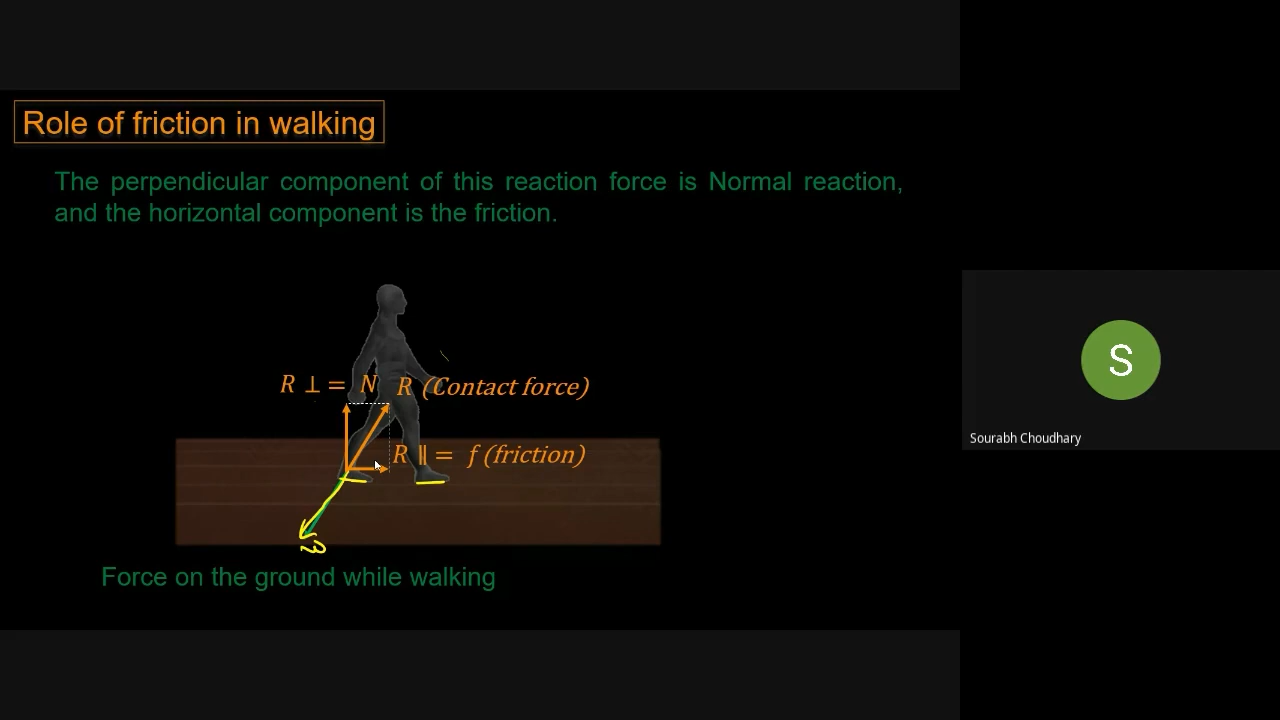 Role of friction in walking
The perpendicular component of this reaction force is Normal reaction,
and the horizontal component is the friction.
R ⊥ = N R (Contact force)
R ∥ = f (friction)
Force on the ground while walking
S
Sourabh Choudhary